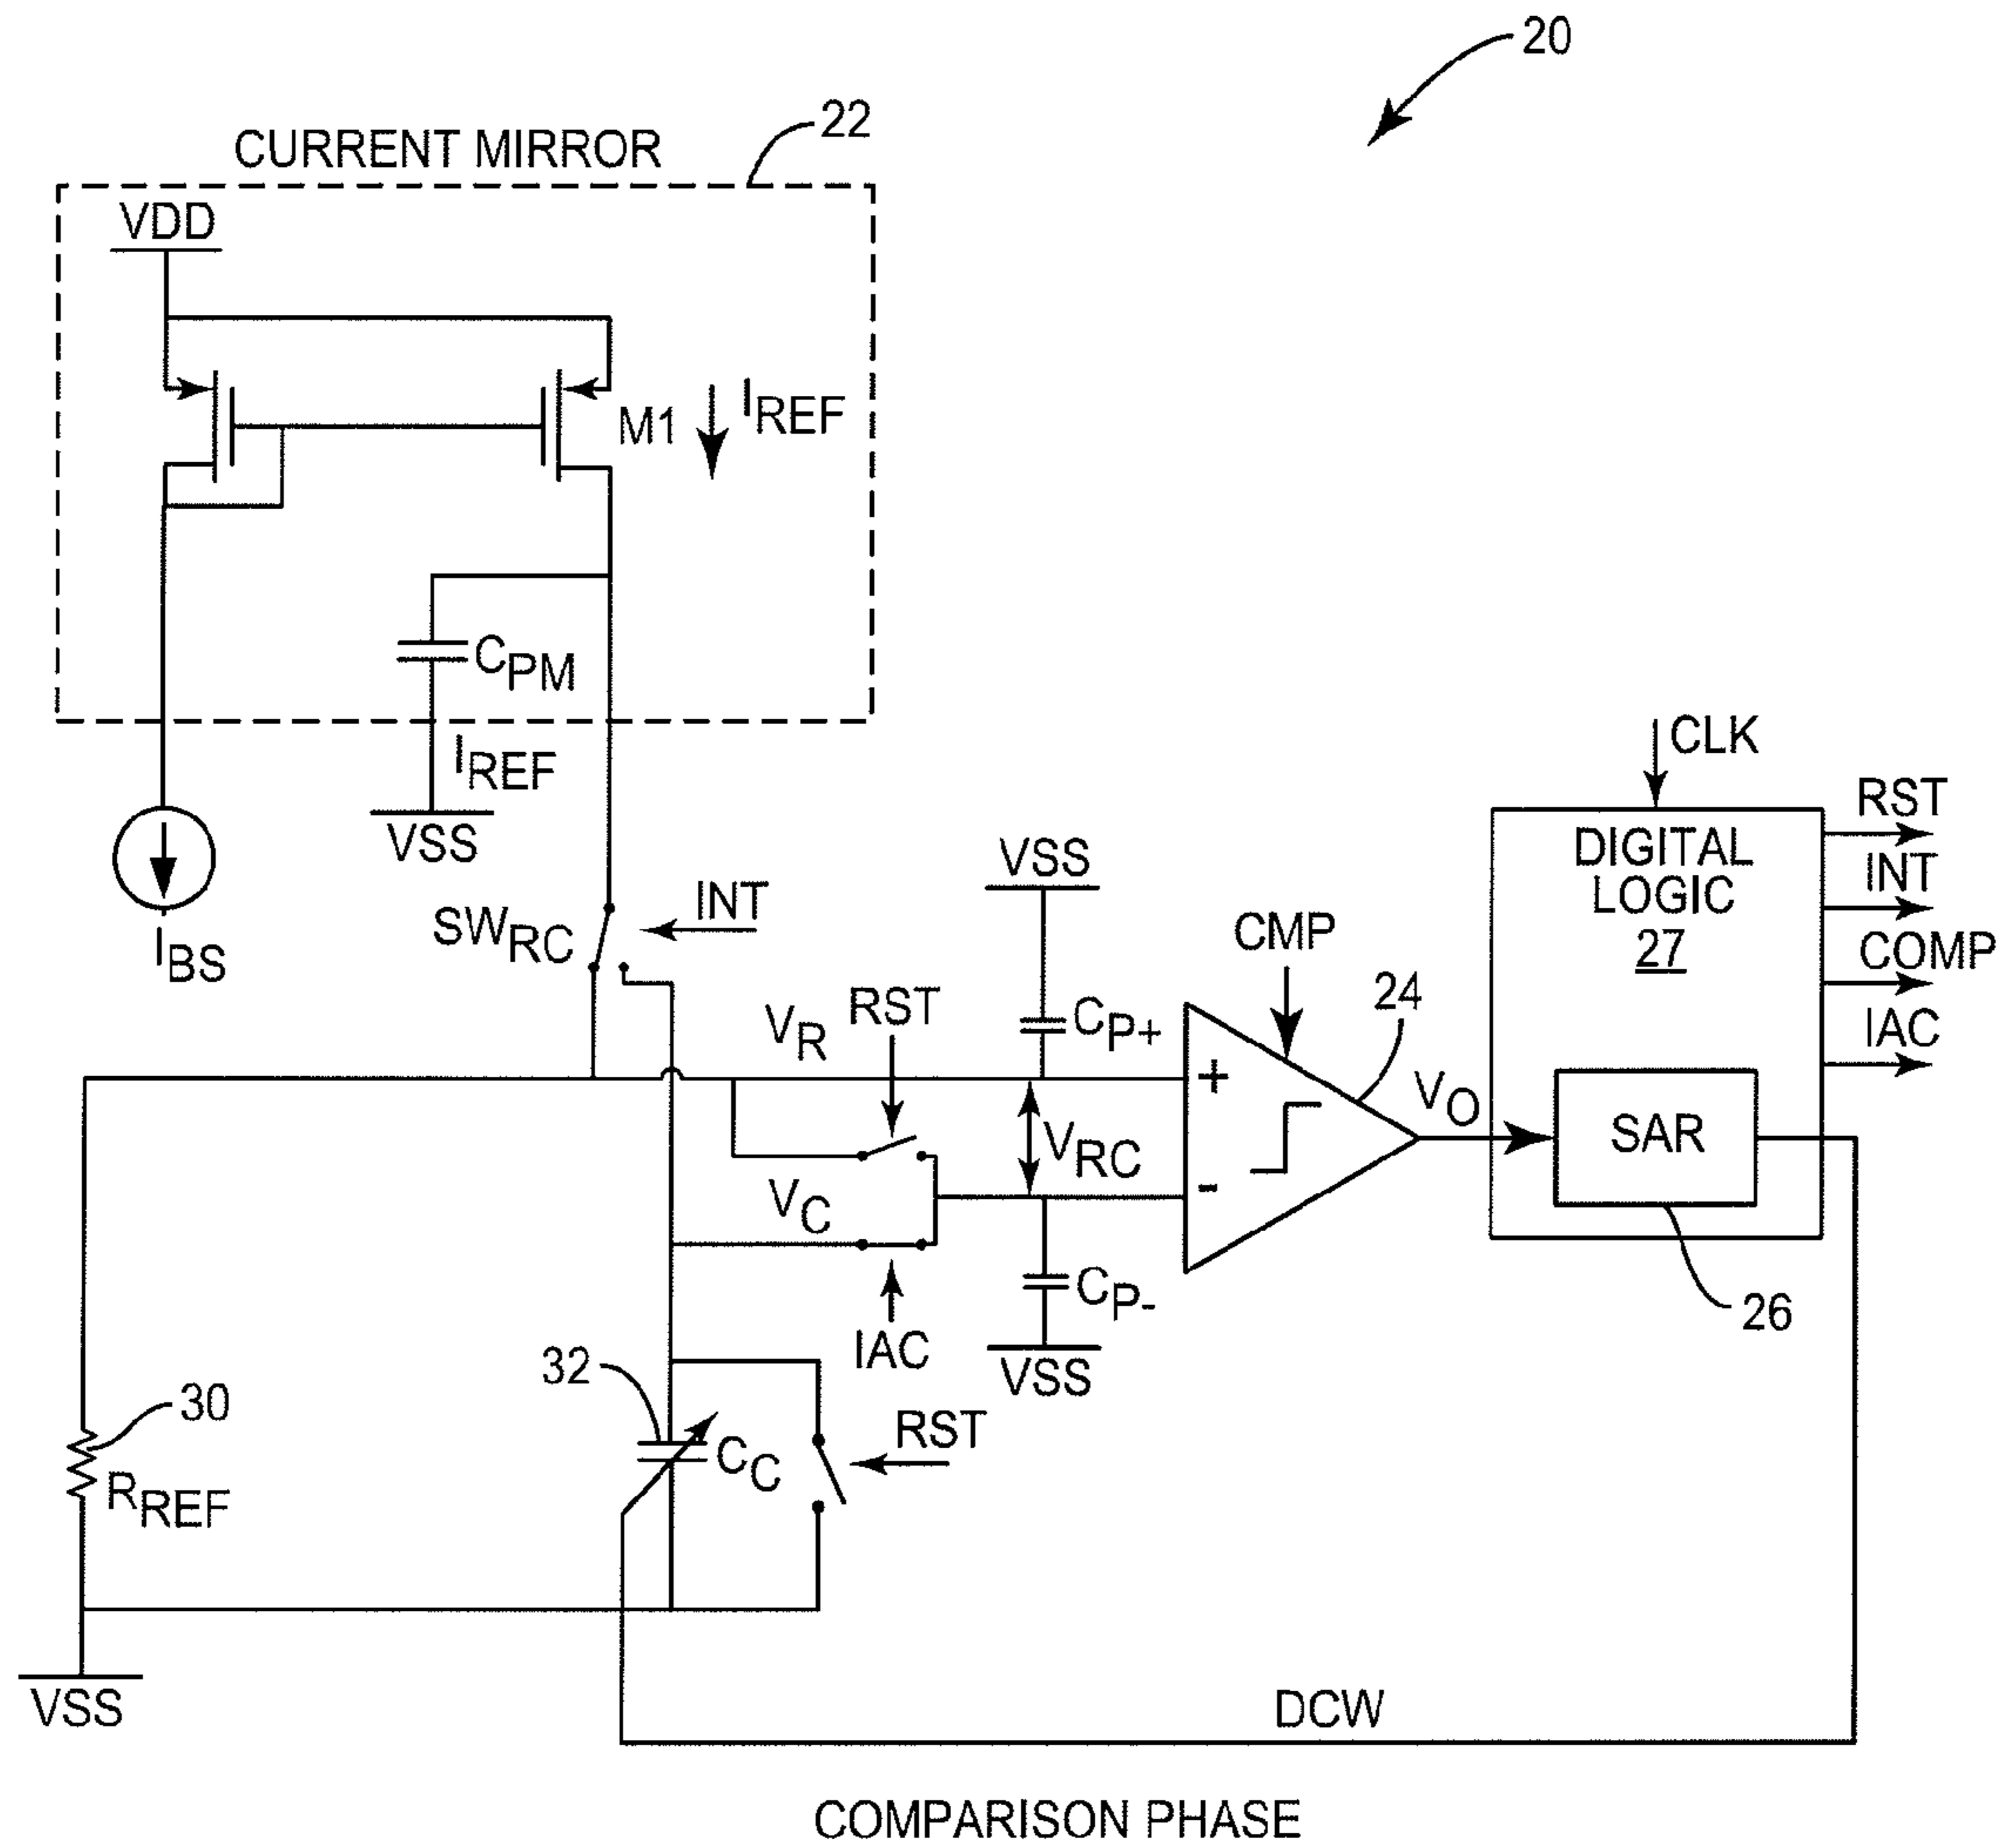 20
22
CURRENT MIRROR
VDD
M1
IREF
CPM
IREF
VSS
IBS
SWRC
INT
VR
RST
VSS
CP+
CMP
24
CLK
DIGITAL
LOGIC
27
RST
INT
COMP
IAC
+
VRC
VO
SAR
VC
-
CP-
VSS
IAC
26
32
30
RREF
CC
RST
VSS
DCW
COMPARISON PHASE